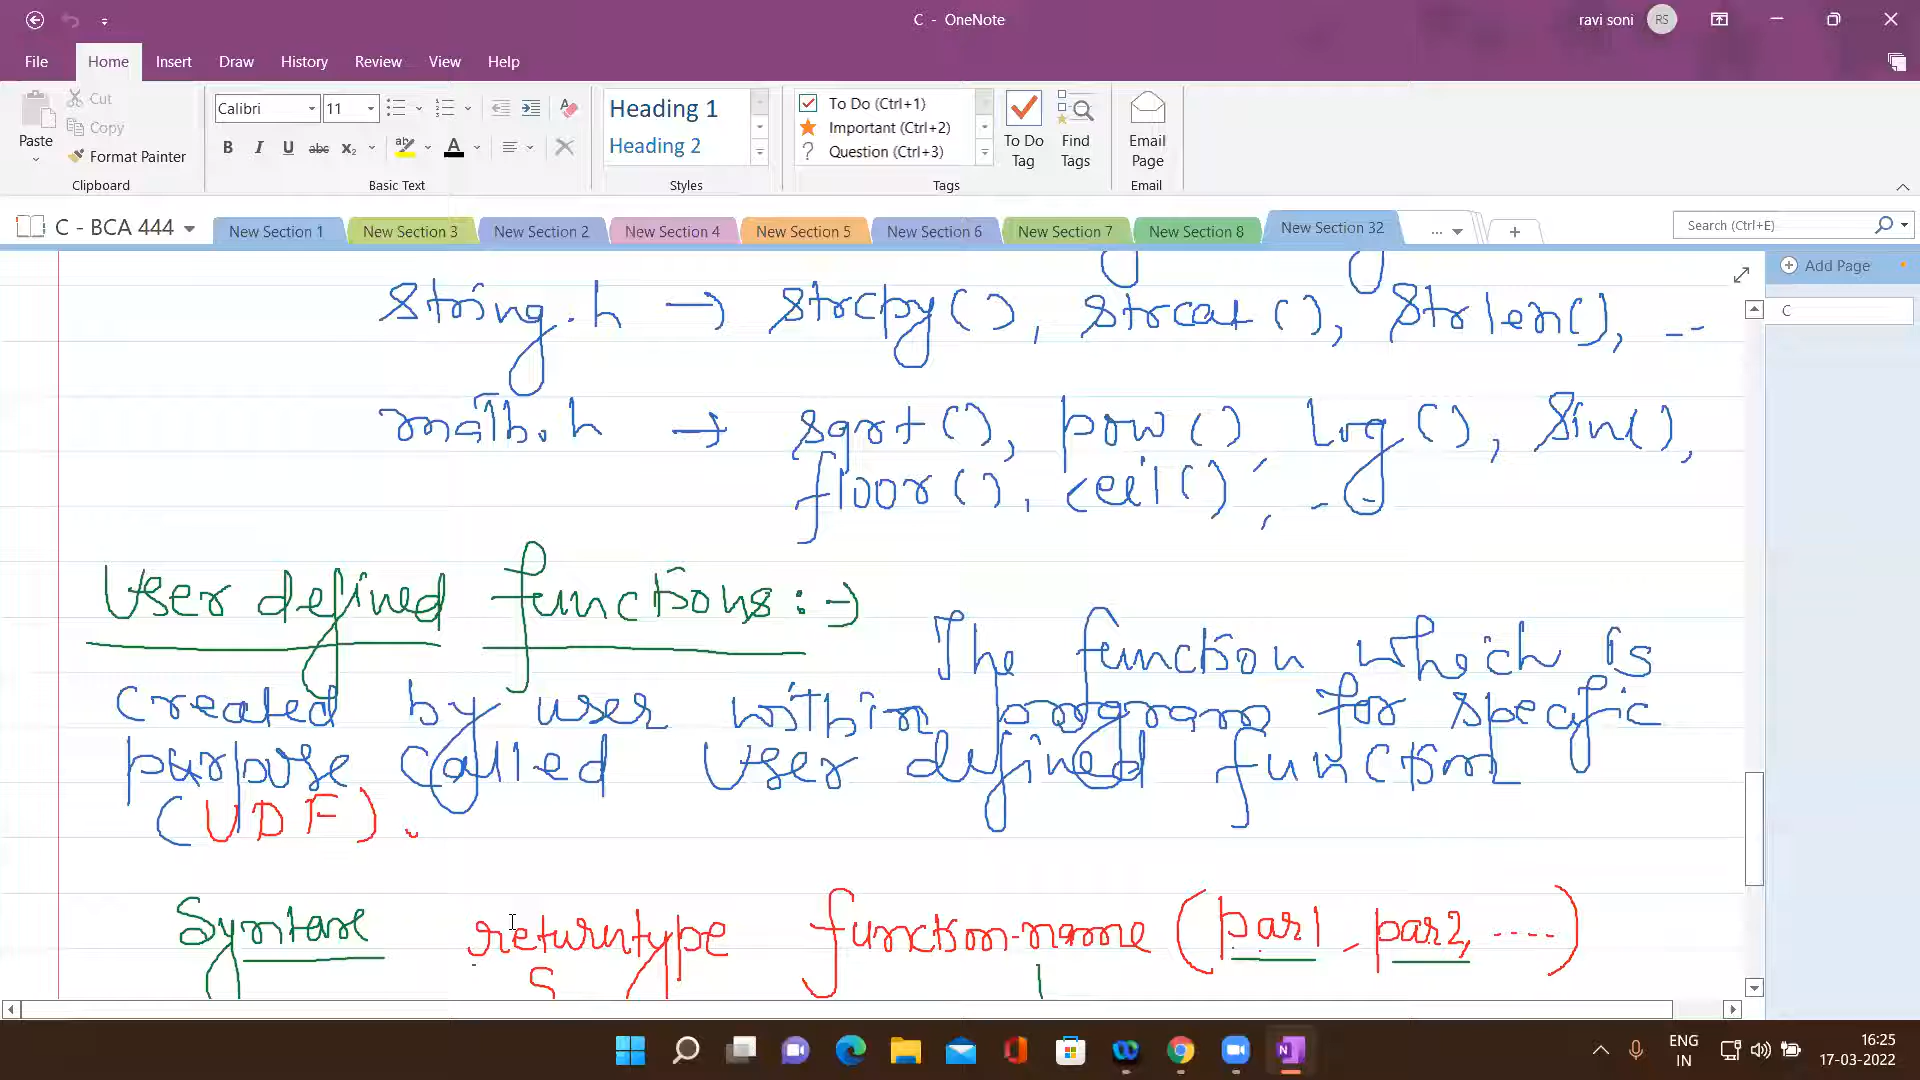 C - OneNote
ravi soni RS
File Home Insert Draw History Review View Help
Cut
Copy
Format Painter
Paste
Clipboard
Calibri 11
B I U abc x₂ A
Basic Text
Heading 1
Heading 2
Styles
To Do (Ctrl+1)
Important (Ctrl+2)
Question (Ctrl+3)
Tags
To Do Tag
Find Tags
Email Page
Email
C - BCA 444
New Section 1 New Section 3 New Section 2 New Section 4 New Section 5 New Section 6 New Section 7 New Section 8 New Section 32 ...
Search (Ctrl+E)
Add Page
C
string.h → strcpy(), strcat(), strlen(), --
math.h → sqrt(), pow() log(), sin(),
floor(), ceil(), --
User defined functions :→
The function which is
created by user within program for specific
purpose called User defined function
(UDF).
Syntax returntype function-name (par1, par2, ....)
ENG
IN
16:25
17-03-2022